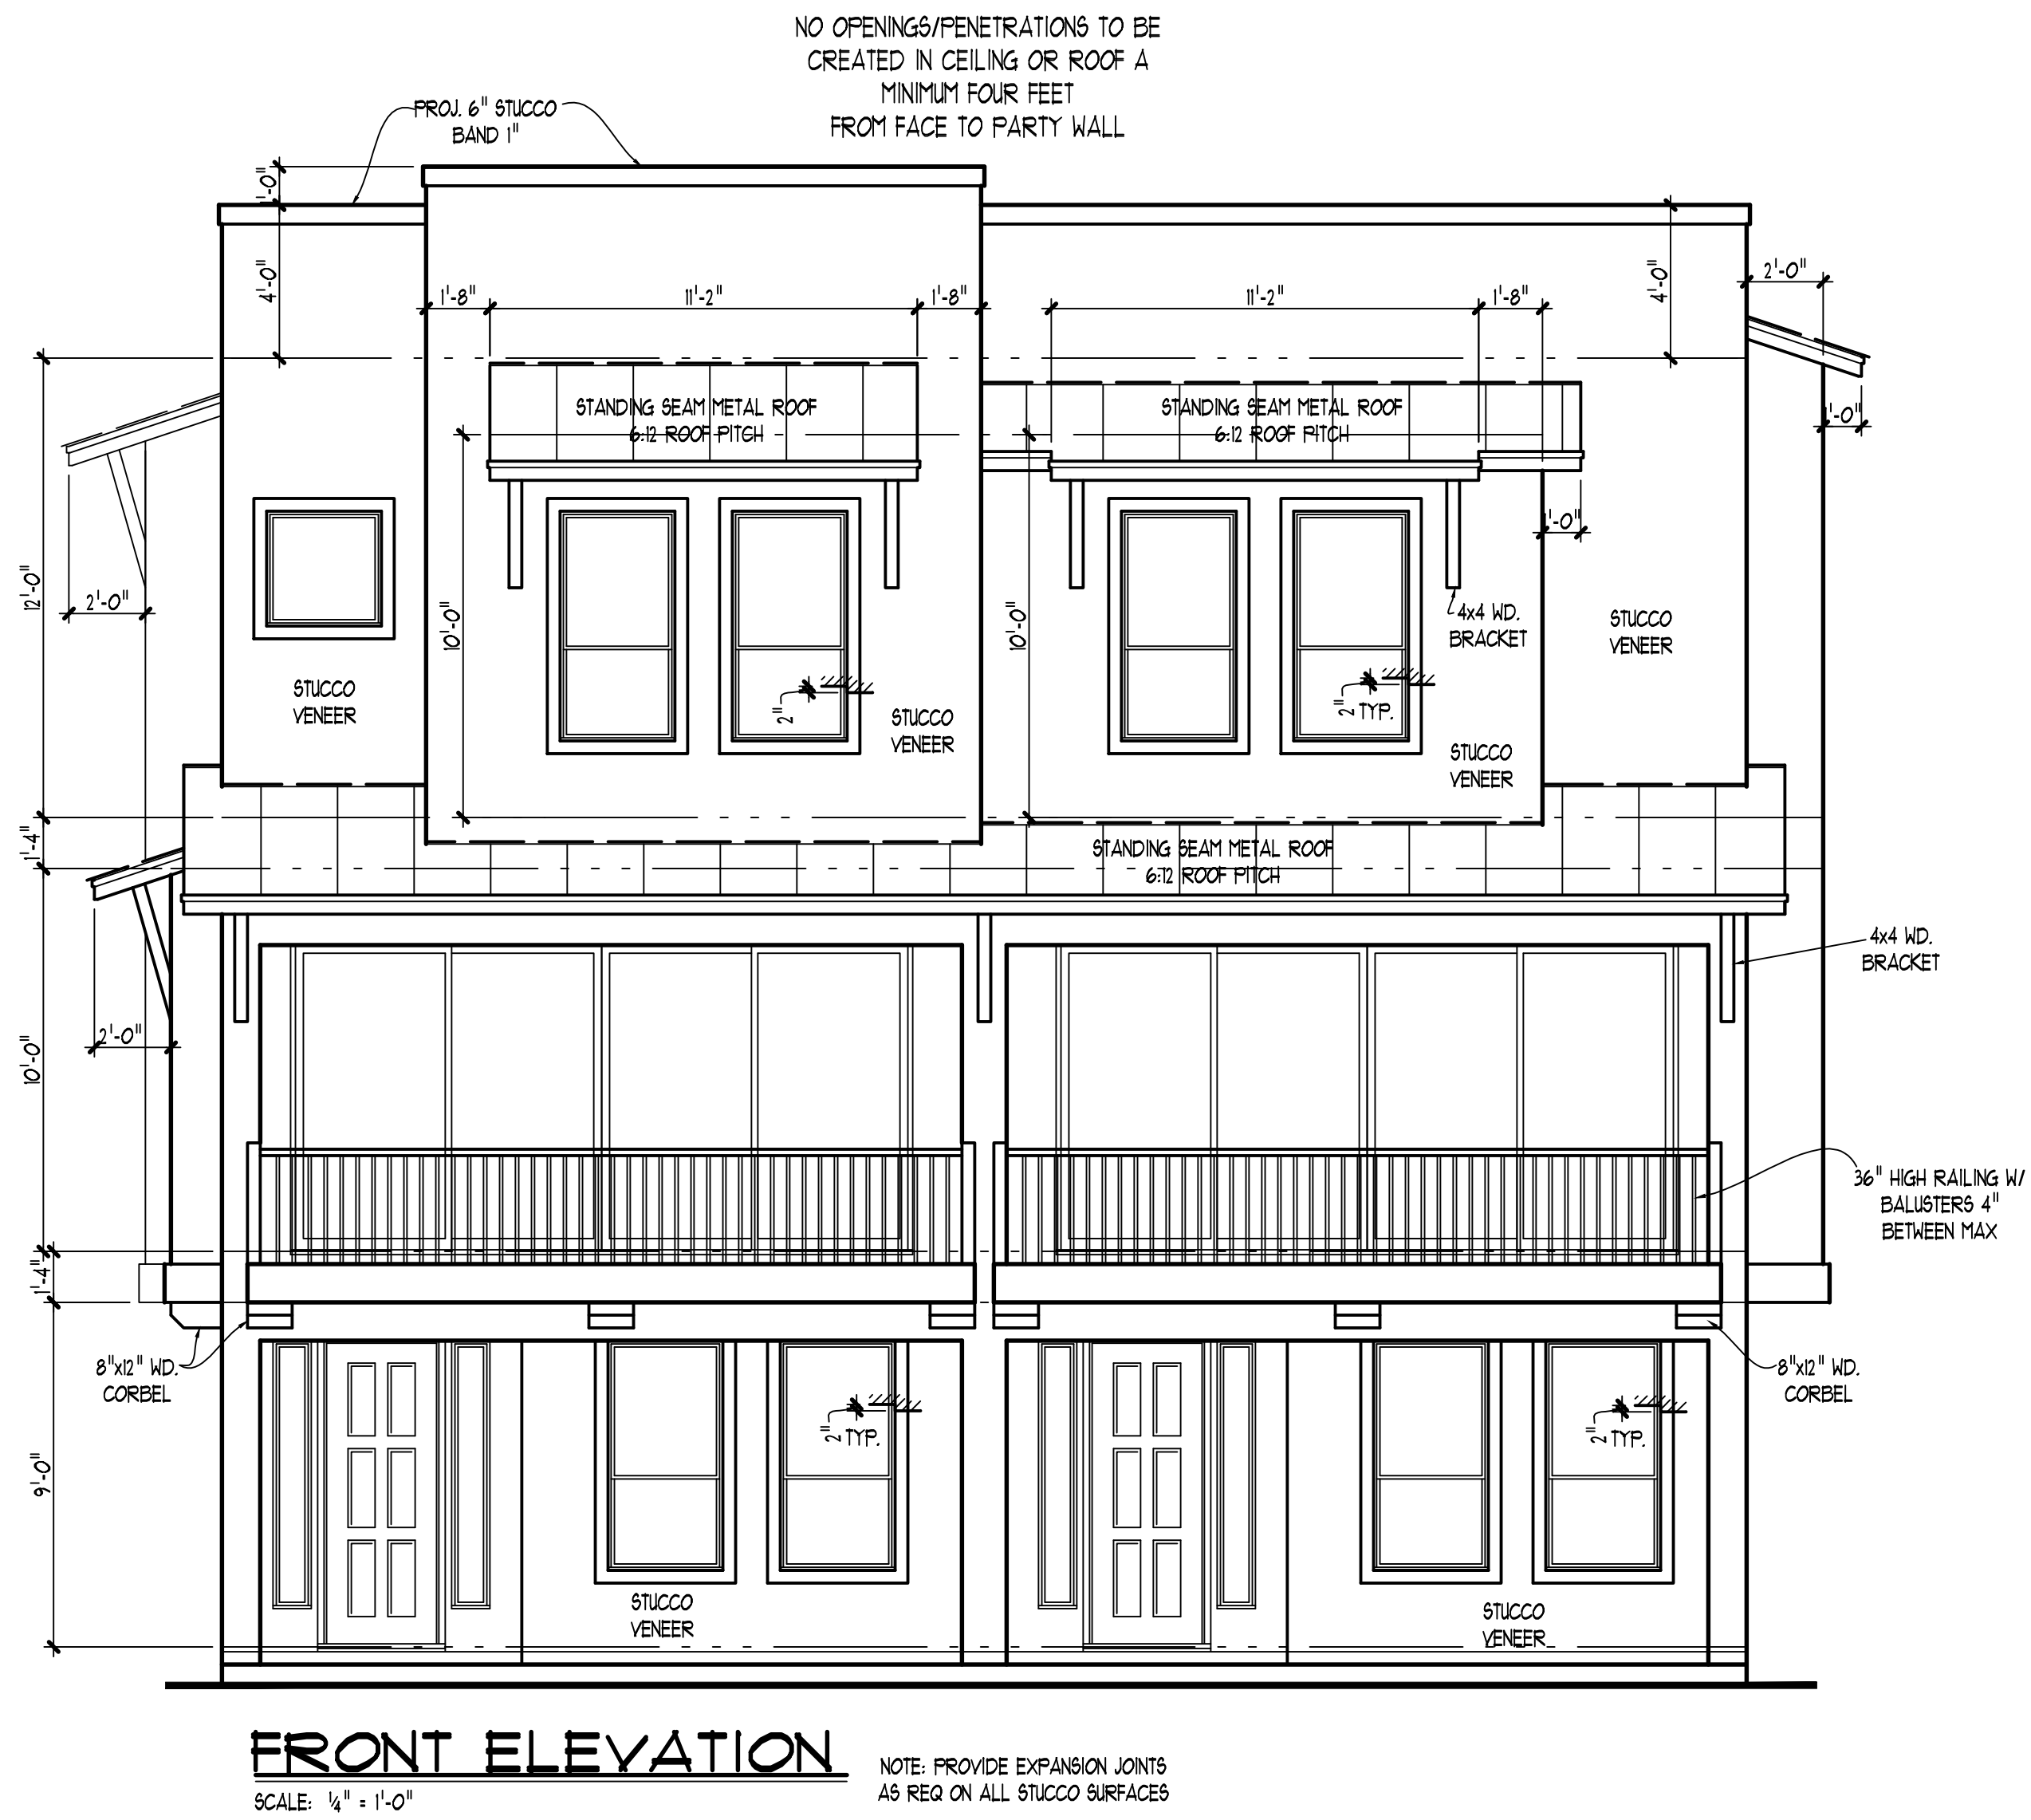 NO OPENINGS/PENETRATIONS TO BE
CREATED IN CEILING OR ROOF A
MINIMUM FOUR FEET
FROM FACE TO PARTY WALL
PROJ. 6" STUCCO
BAND 1"
1'-0"
4'-0"
4'-0"
2'-0"
1'-8"
11'-2"
1'-8"
11'-2"
1'-8"
STANDING SEAM METAL ROOF
6:12 ROOF PITCH
STANDING SEAM METAL ROOF
6:12 ROOF PITCH
1'-0"
1'-0"
12'-0"
2'-0"
10'-0"
10'-0"
4x4 WD.
BRACKET
STUCCO
VENEER
STUCCO
VENEER
2"
STUCCO
VENEER
2" TYP.
STUCCO
VENEER
1'-4"
STANDING SEAM METAL ROOF
6:12 ROOF PITCH
4x4 WD.
BRACKET
2'-0"
10'-0"
36" HIGH RAILING W/
BALUSTERS 4"
BETWEEN MAX
1'-4"
8"x12" WD.
CORBEL
8"x12" WD.
CORBEL
2" TYP.
2" TYP.
9'-0"
STUCCO
VENEER
STUCCO
VENEER
FRONT ELEVATION
SCALE: 1/4" = 1'-0"
NOTE: PROVIDE EXPANSION JOINTS
AS REQ ON ALL STUCCO SURFACES